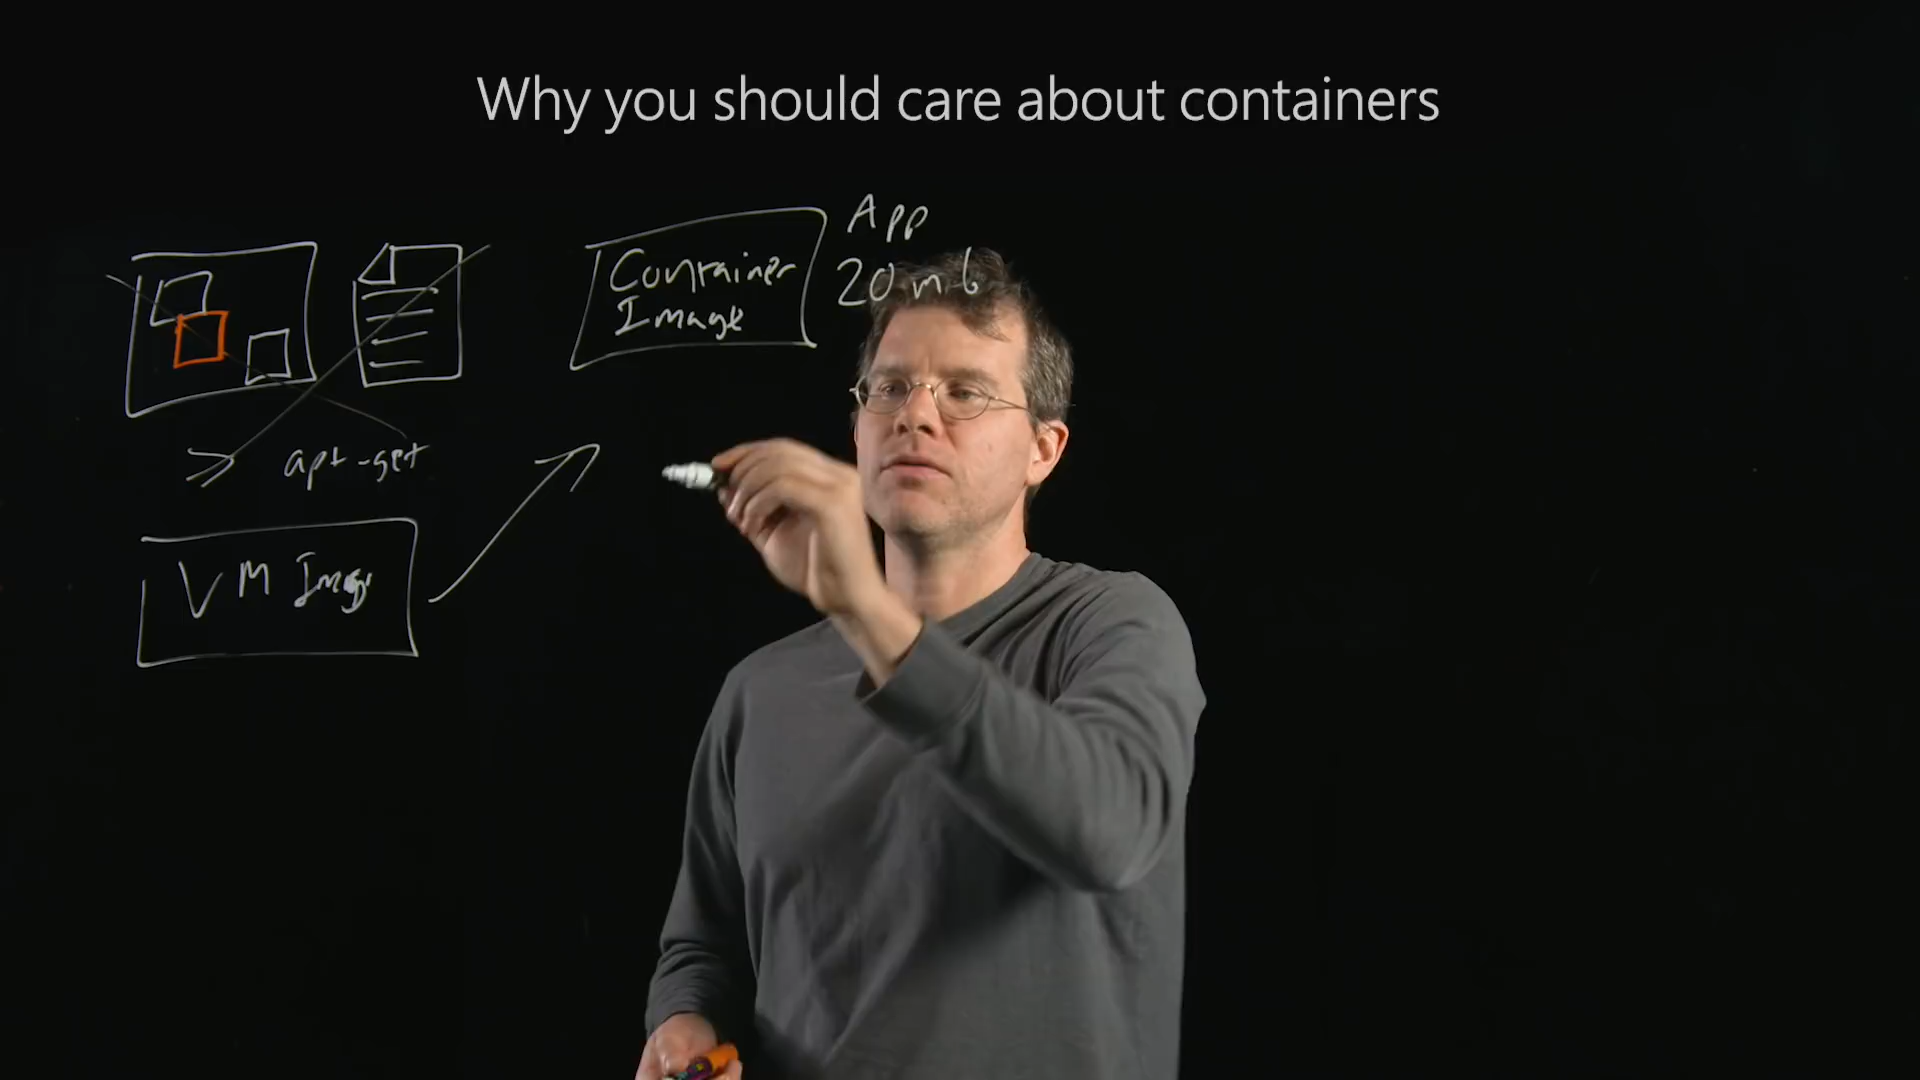 Why you should care about containers
App
20 mb
Container
Image
>> apt-get
VM Image